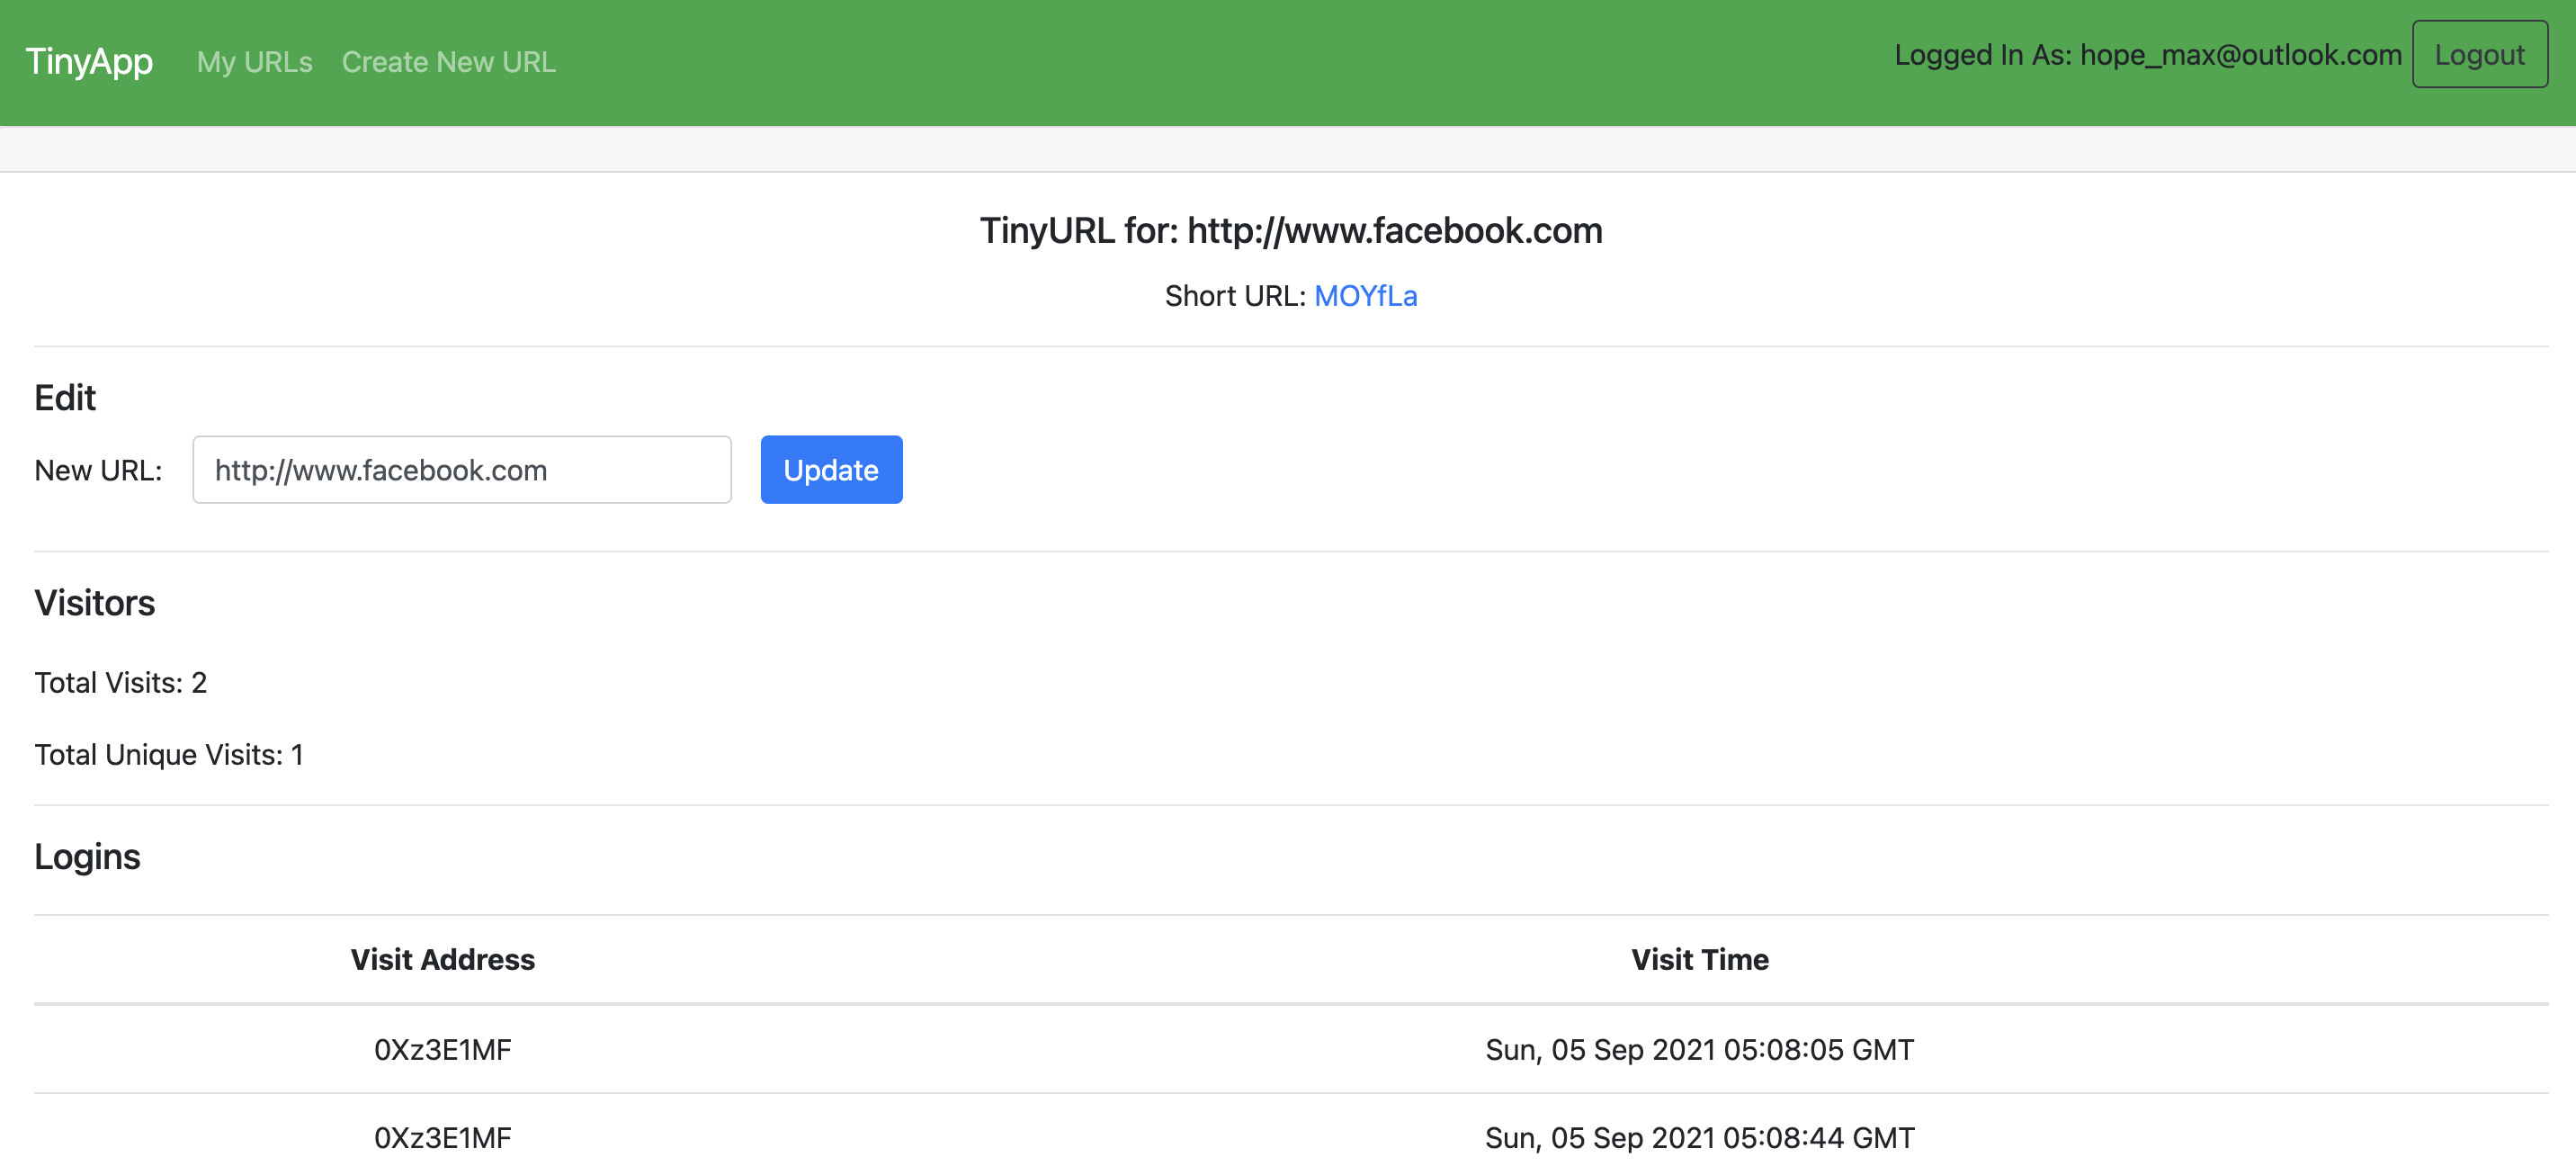 TinyApp My URLs Create New URL Logged In As: hope_max@outlook.com Logout
TinyURL for: http://www.facebook.com
Short URL: MOYfLa
Edit
New URL: http://www.facebook.com Update
Visitors
Total Visits: 2
Total Unique Visits: 1
Logins
Visit Address Visit Time
0Xz3E1MF Sun, 05 Sep 2021 05:08:05 GMT
0Xz3E1MF Sun, 05 Sep 2021 05:08:44 GMT